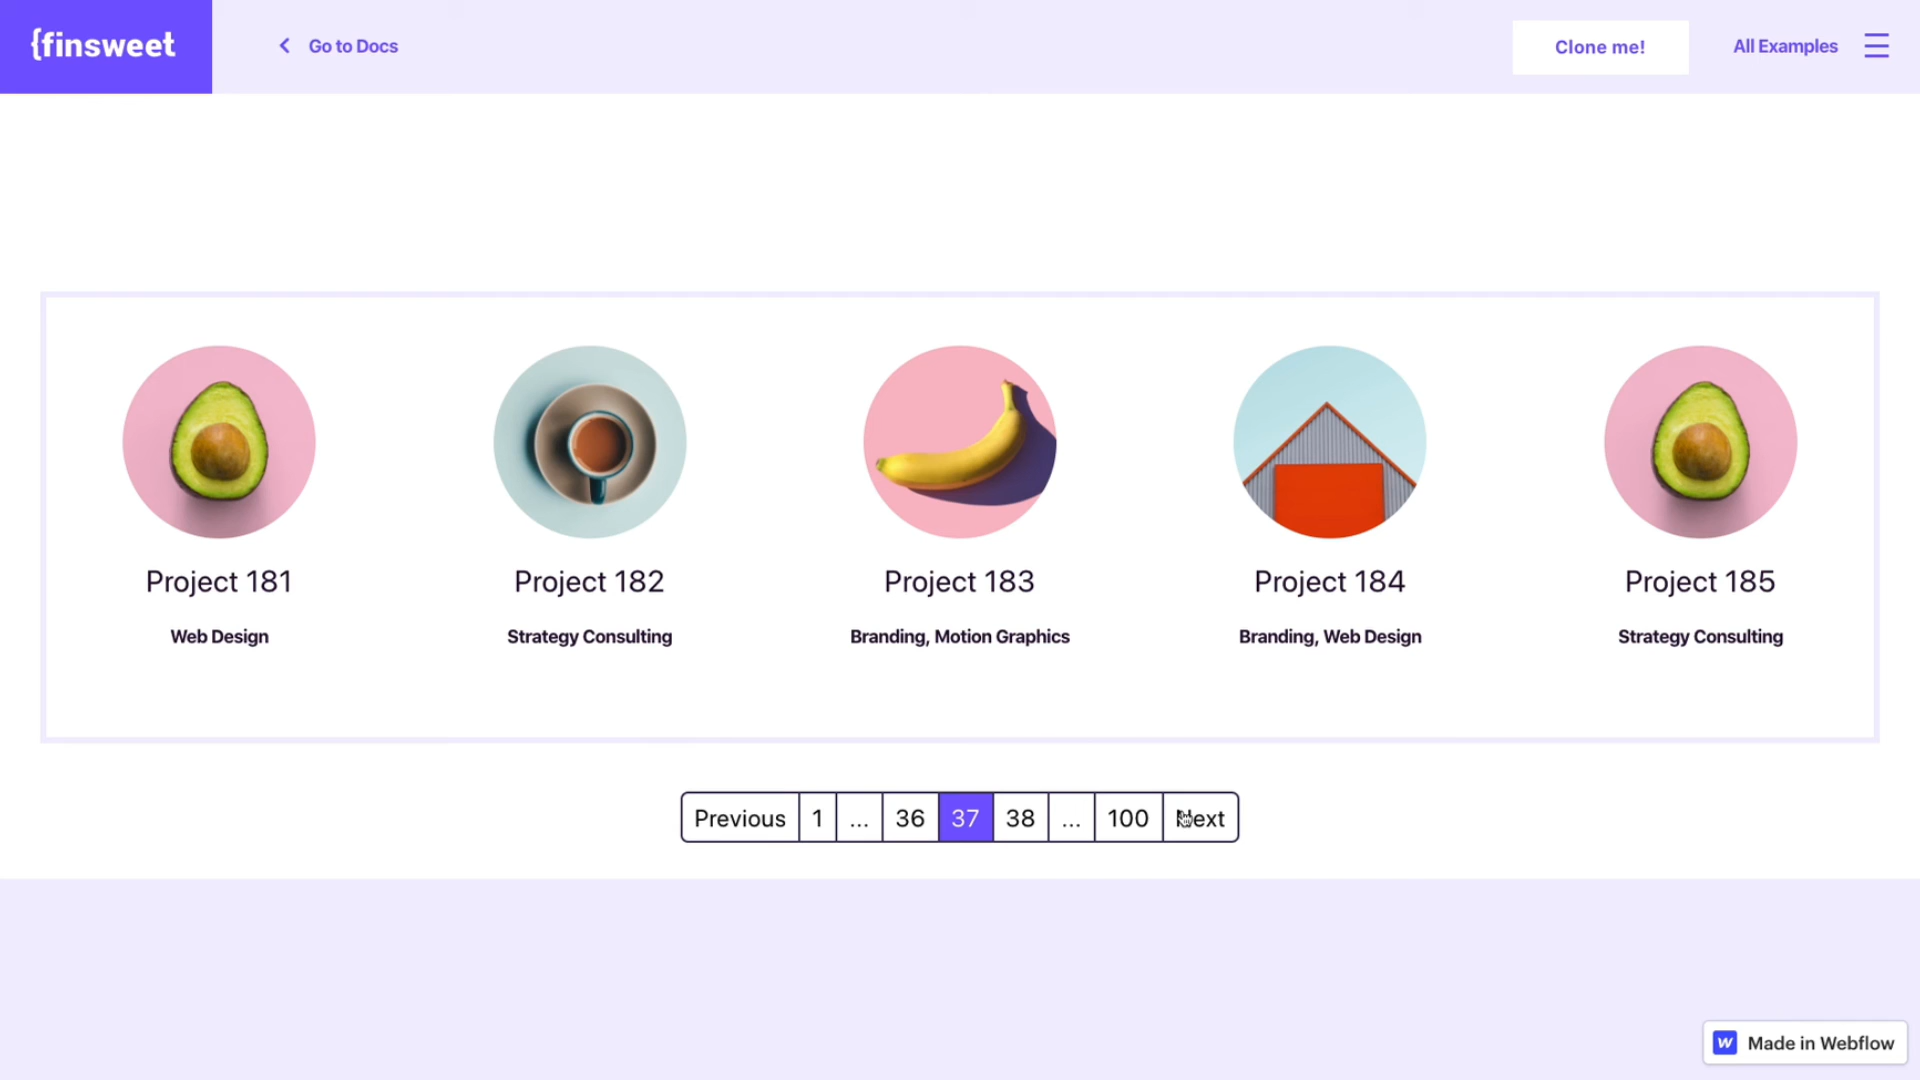 {finsweet
Go to Docs
Clone me!
All Examples
Project 181
Project 182
Project 183
Project 184
Project 185
Web Design
Strategy Consulting
Branding, Motion Graphics
Branding, Web Design
Strategy Consulting
Previous 1 ... 36 37 38 ... 100 Next
W Made in Webflow